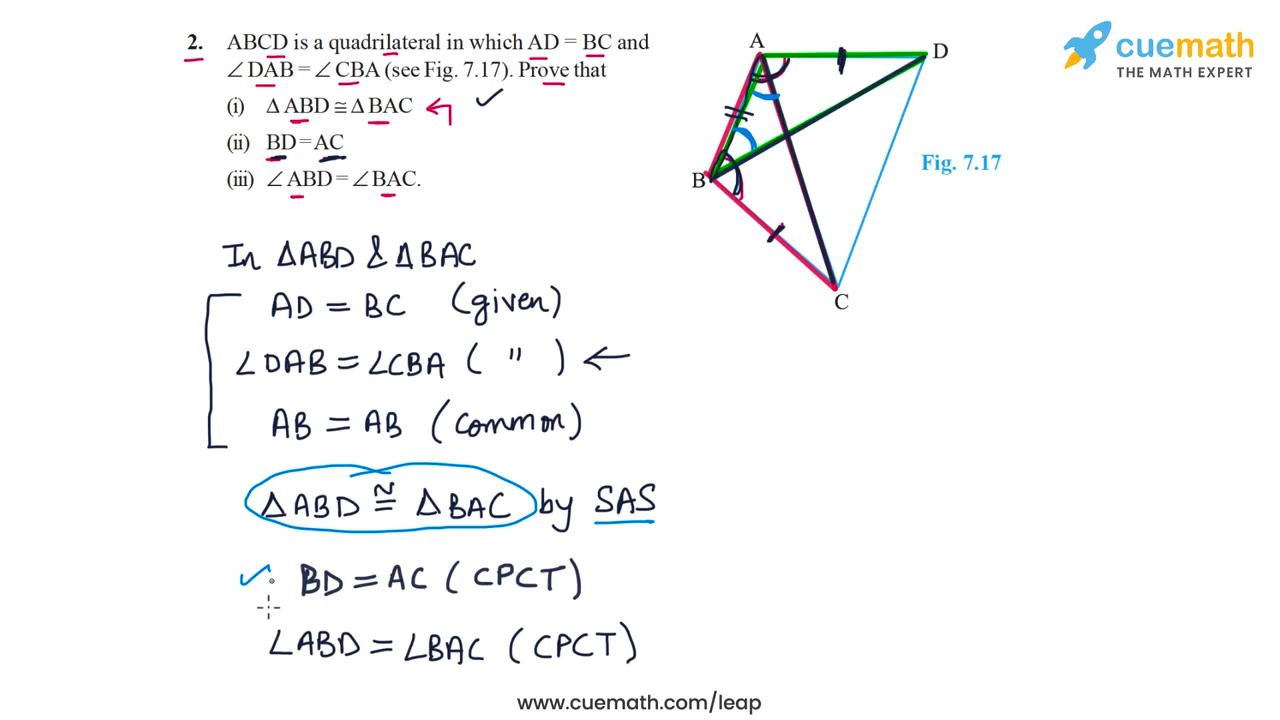 2. ABCD is a quadrilateral in which AD = BC and
∠ DAB = ∠ CBA (see Fig. 7.17). Prove that
(i) Δ ABD ≅ Δ BAC
(ii) BD = AC
(iii) ∠ ABD = ∠ BAC.
A
D
B
C
Fig. 7.17
cuemath
THE MATH EXPERT
In ΔABD & ΔBAC
AD = BC (given)
∠DAB = ∠CBA ( " ) ←
AB = AB (common)
ΔABD ≅ ΔBAC by SAS
BD = AC (CPCT)
∠ABD = ∠BAC (CPCT)
www.cuemath.com/leap